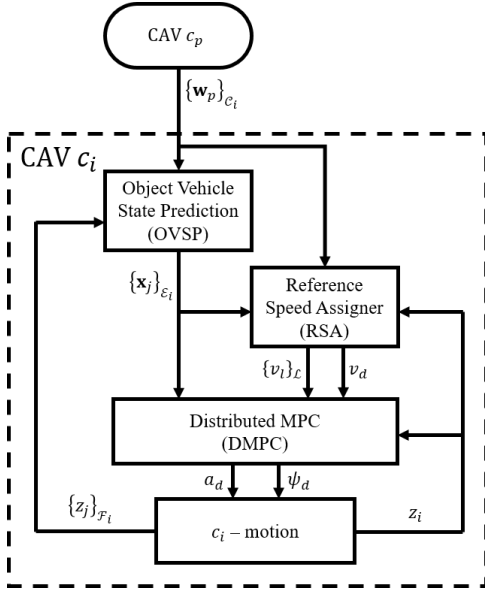 CAV c_p
{𝐰_p}_{𝒞_i}
CAV c_i
Object Vehicle
State Prediction
(OVSP)
{𝐱_j}_{ℰ_i}
Reference
Speed Assigner
(RSA)
{v_l}_ℒ
v_d
Distributed MPC
(DMPC)
a_d
ψ_d
{z_j}_{ℱ_i}
c_i − motion
z_i